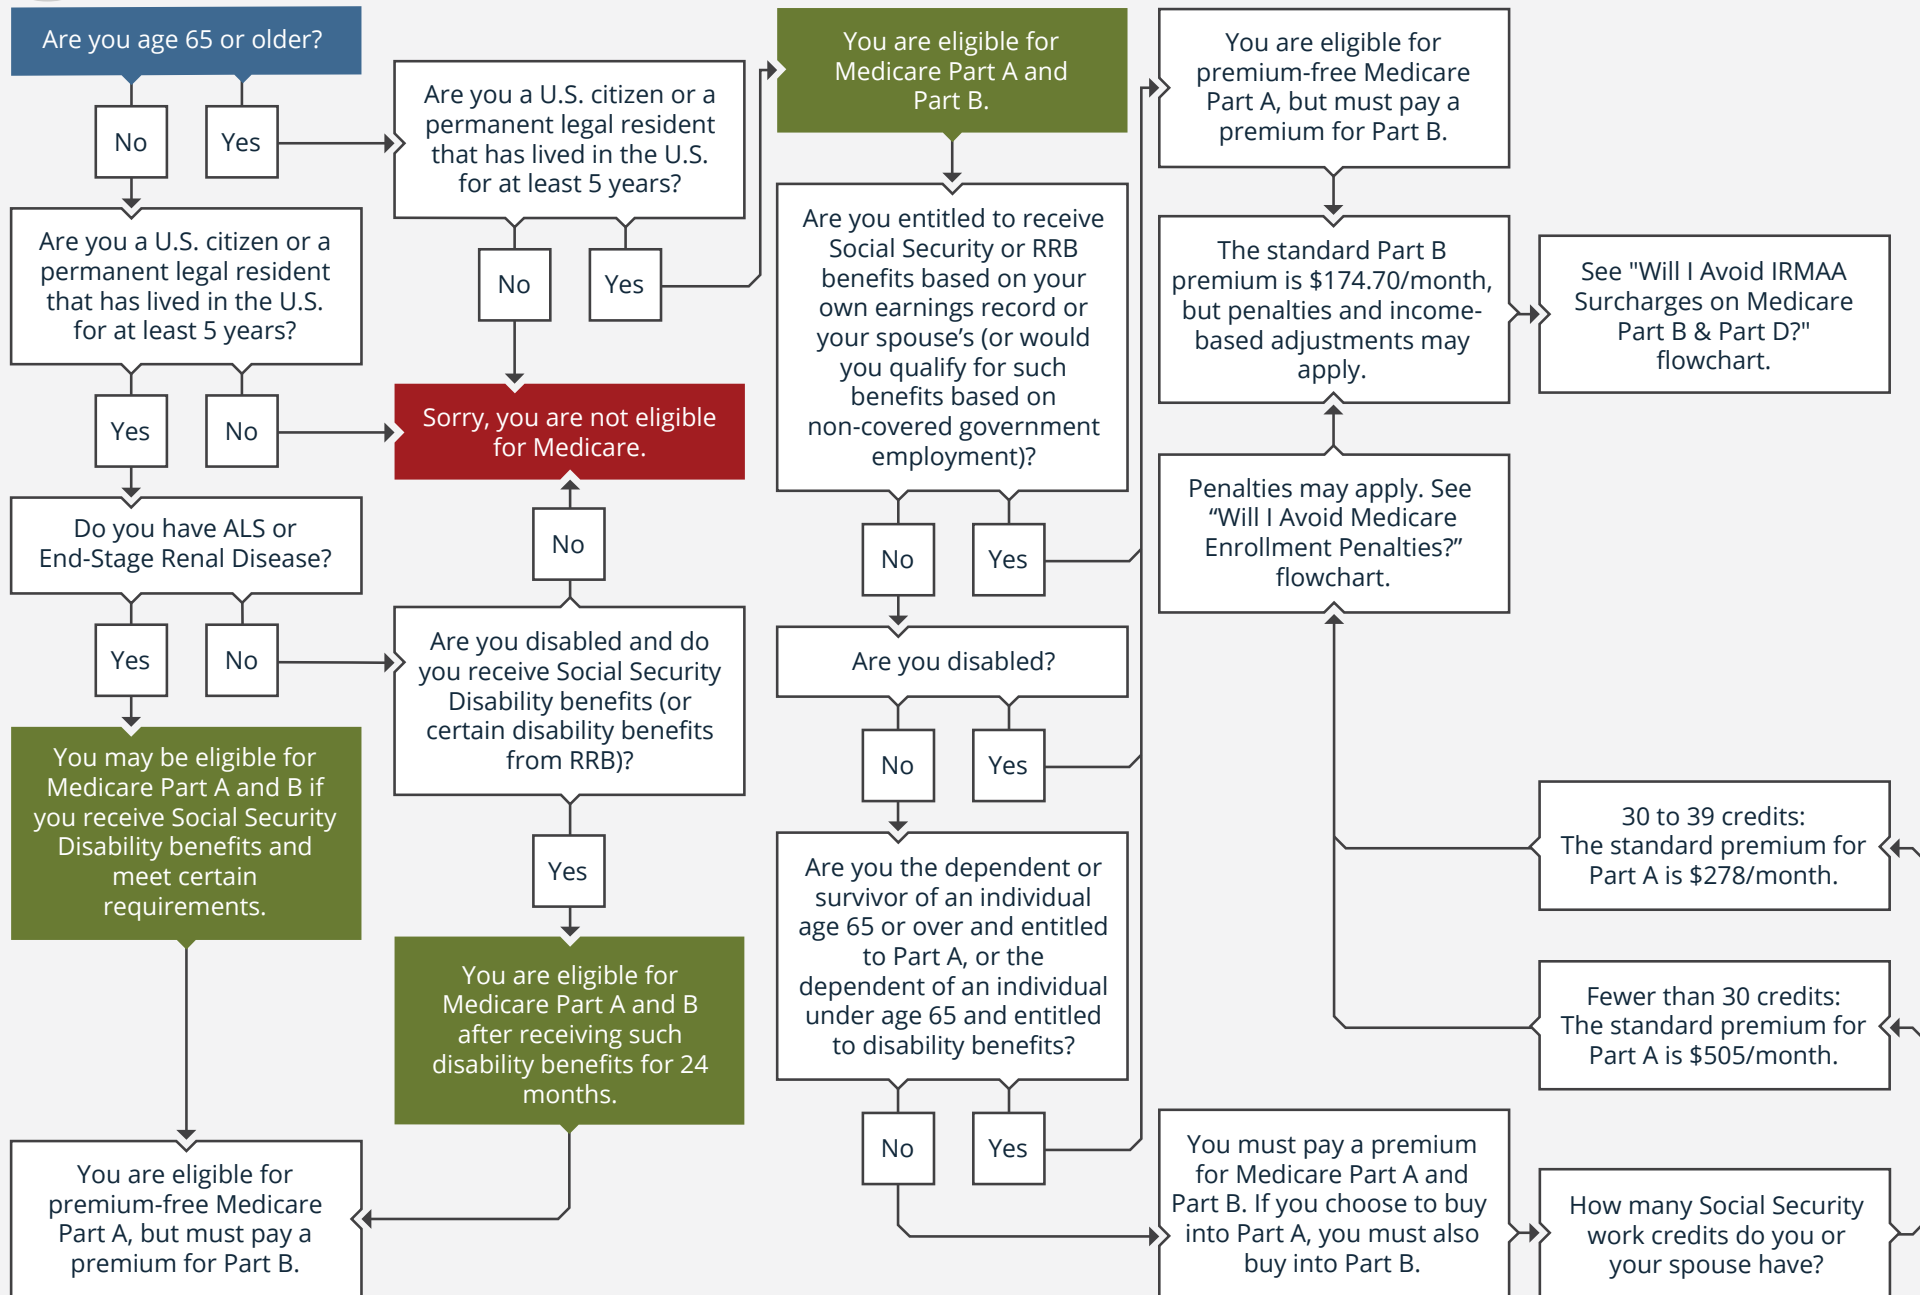 Are you age 65 or older?
No
Yes
Are you a U.S. citizen or a
permanent legal resident
that has lived in the U.S.
for at least 5 years?
Yes
No
Do you have ALS or
End-Stage Renal Disease?
Yes
No
You may be eligible for
Medicare Part A and B if
you receive Social Security
Disability benefits and
meet certain
requirements.
You are eligible for
premium-free Medicare
Part A, but must pay a
premium for Part B.
Are you a U.S. citizen or a
permanent legal resident
that has lived in the U.S.
for at least 5 years?
No
Yes
Sorry, you are not eligible
for Medicare.
No
Are you disabled and do
you receive Social Security
Disability benefits (or
certain disability benefits
from RRB)?
Yes
You are eligible for
Medicare Part A and B
after receiving such
disability benefits for 24
months.
You are eligible for
Medicare Part A and
Part B.
Are you entitled to receive
Social Security or RRB
benefits based on your
own earnings record or
your spouse’s (or would
you qualify for such
benefits based on
non-covered government
employment)?
No
Yes
Are you disabled?
No
Yes
Are you the dependent or
survivor of an individual
age 65 or over and entitled
to Part A, or the
dependent of an individual
under age 65 and entitled
to disability benefits?
No
Yes
You are eligible for
premium-free Medicare
Part A, but must pay a
premium for Part B.
The standard Part B
premium is $174.70/month,
but penalties and income-
based adjustments may
apply.
See "Will I Avoid IRMAA
Surcharges on Medicare
Part B & Part D?"
flowchart.
Penalties may apply. See
“Will I Avoid Medicare
Enrollment Penalties?”
flowchart.
30 to 39 credits:
The standard premium for
Part A is $278/month.
Fewer than 30 credits:
The standard premium for
Part A is $505/month.
You must pay a premium
for Medicare Part A and
Part B. If you choose to buy
into Part A, you must also
buy into Part B.
How many Social Security
work credits do you or
your spouse have?